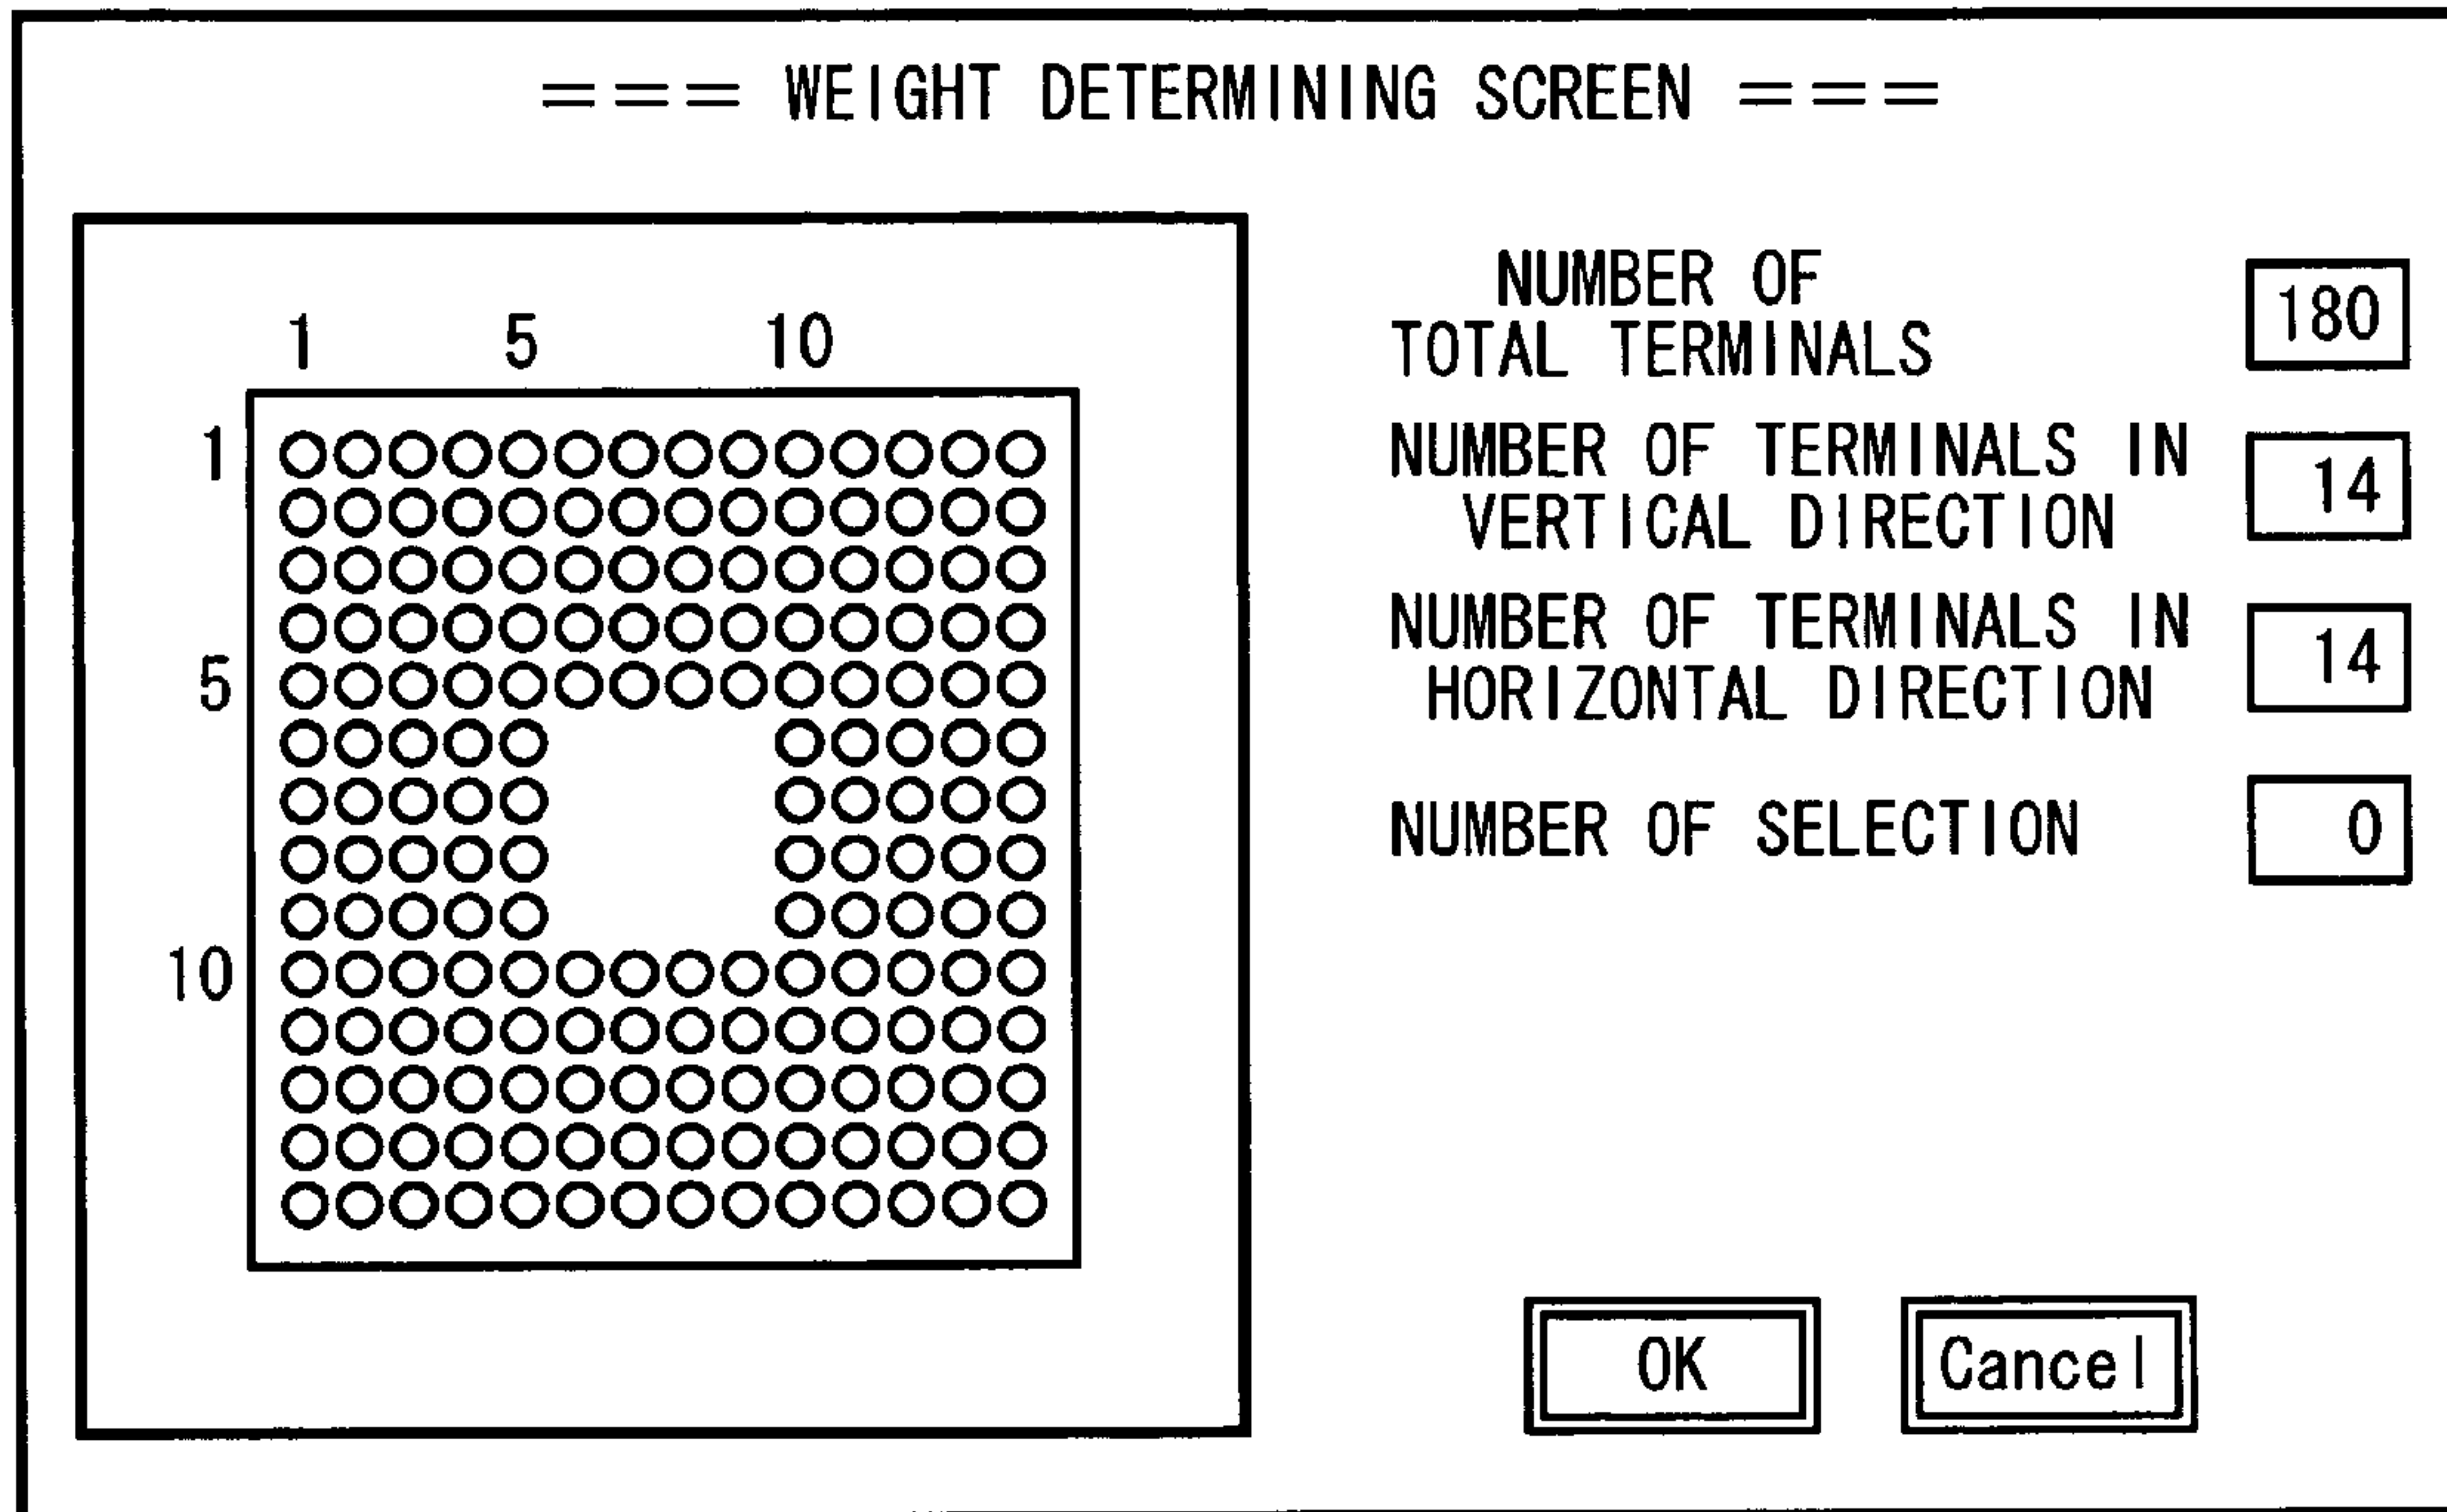 === WEIGHT DETERMINING SCREEN ===
1 5 10
1
5
10
NUMBER OF
TOTAL TERMINALS
180
NUMBER OF TERMINALS IN
VERTICAL DIRECTION
14
NUMBER OF TERMINALS IN
HORIZONTAL DIRECTION
14
NUMBER OF SELECTION
0
OK
Cancel